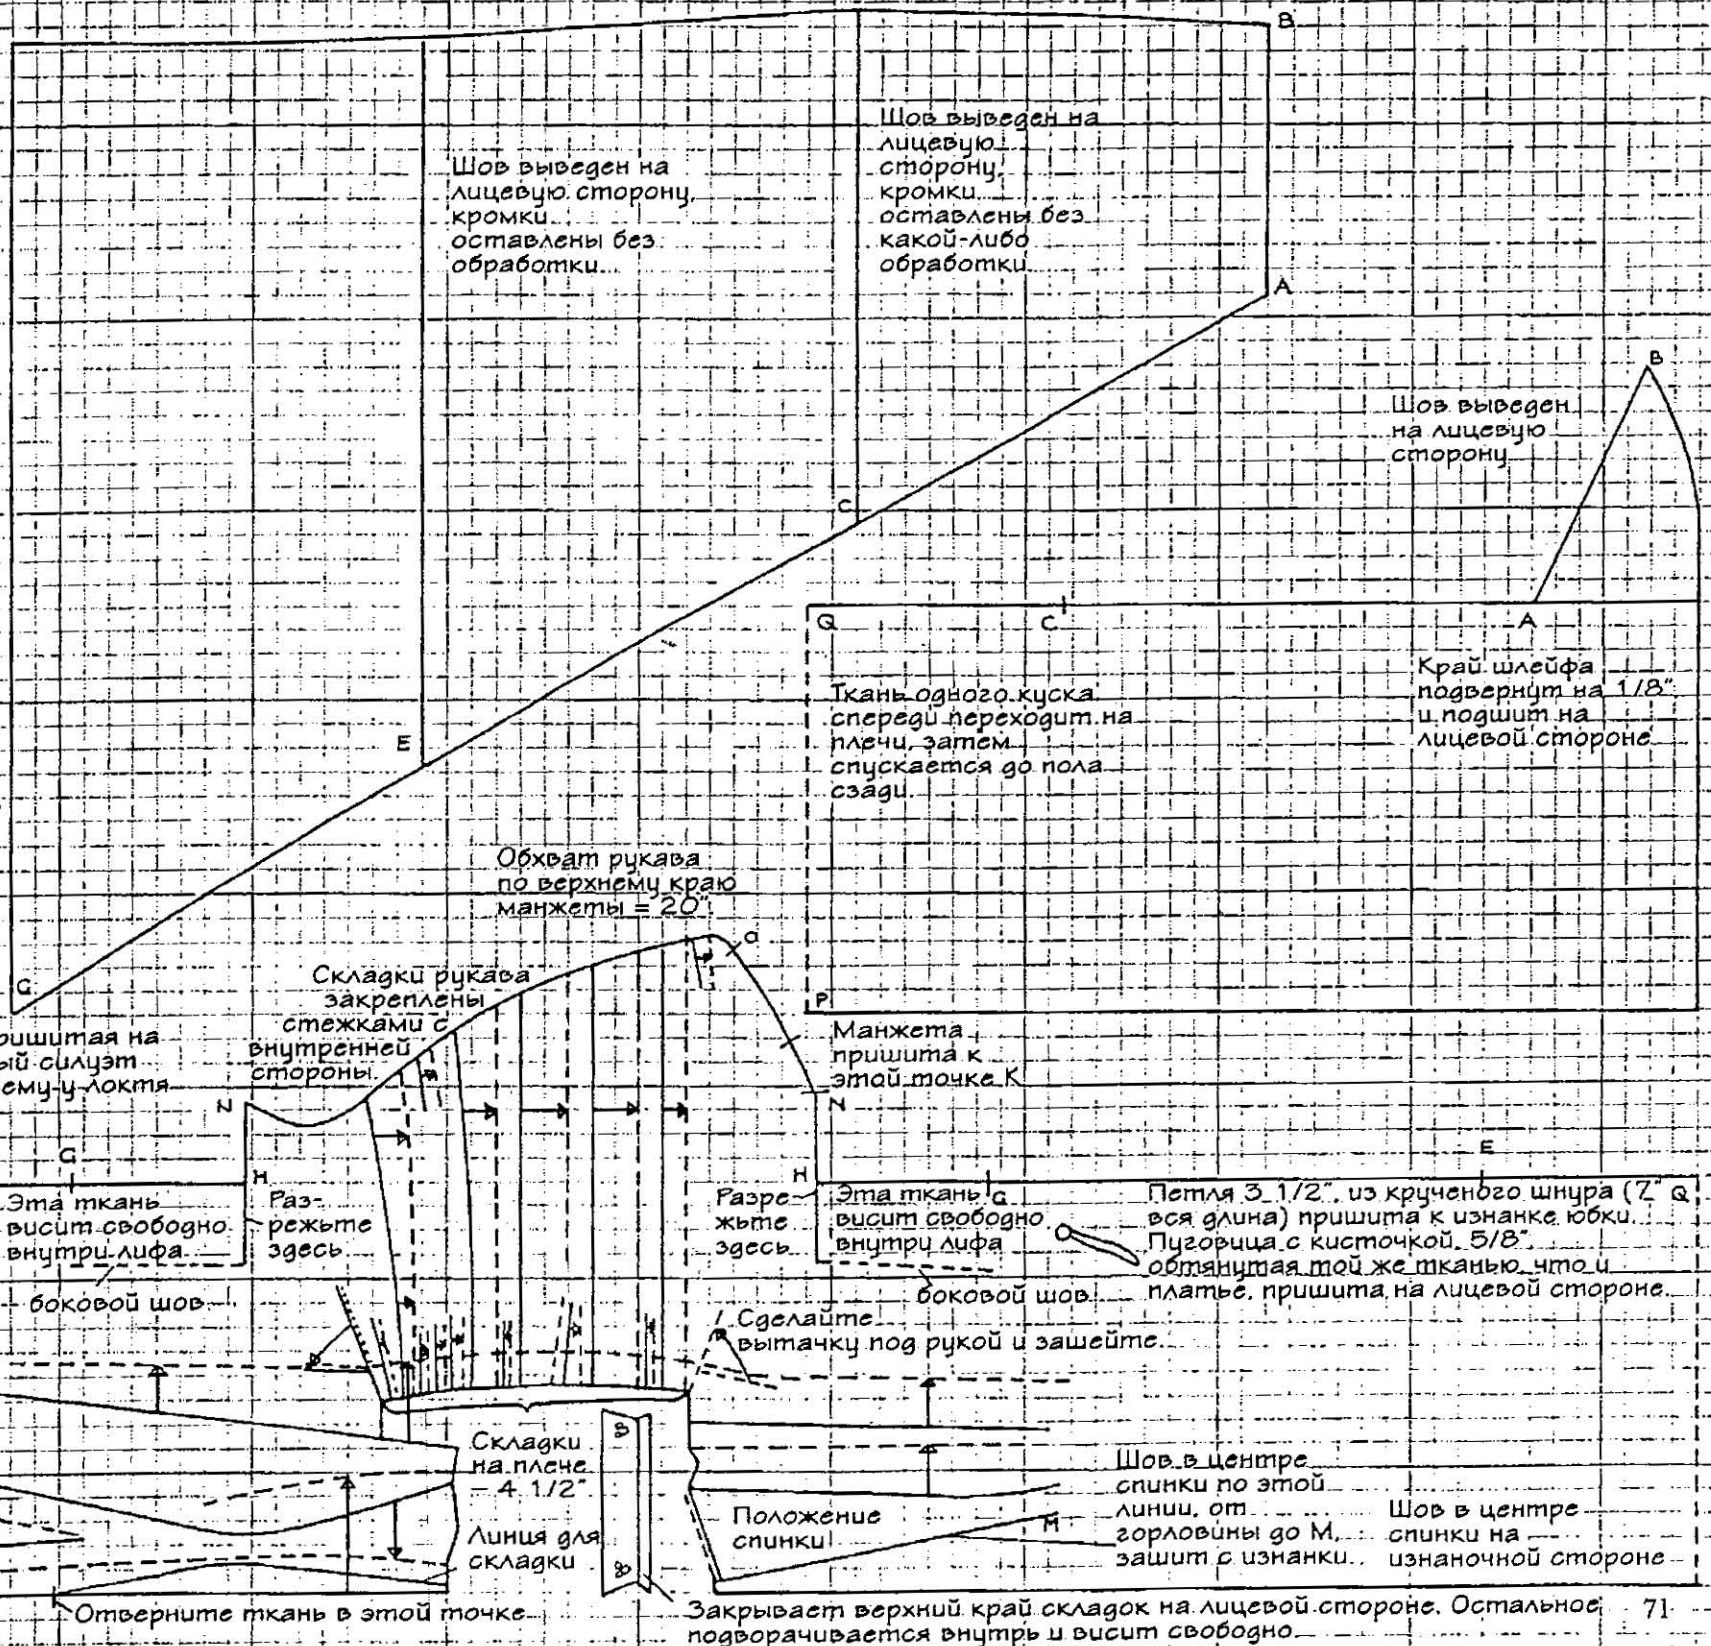 B
Шов выведен на
лицевую сторону,
кромки
оставлены без
обработки
Шов выведен на
лицевую
сторону,
кромки
оставлены без
какой-либо
обработки
A
B
Шов выведен
на лицевую
сторону
C
Q
C
A
E
Ткань одного куска
спереди переходит на
плечи, затем
спускается до пола
сзади.
Край шлейфа
подвернут на 1/8"
и подшит на
лицевой стороне
Обхват рукава
по верхнему краю
манжеты = 20"
G
Складки рукава
закреплены
стежками с
внутренней
стороны.
P
ришитая на
ый силуэт
ему у локтя
Манжета
пришита к
этой точке K
N
N
G
E
H
H
Эта ткань
висит свободно
внутри лифа
Раз-
режьте
здесь
Разре-
жьте
здесь
Эта ткань
висит свободно
внутри лифа
G
Петля 3 1/2", из крученого шнура (7" Q
вся длина) пришита к изнанке юбки.
Пуговица с кисточкой, 5/8",
обтянутая той же тканью, что и
платье, пришита на лицевой стороне.
боковой шов
боковой шов
Сделайте
вытачку под рукой и зашейте.
Складки
на плече
- 4 1/2"
Линия для
складки
Положение
спинки
M
Шов в центре
спинки по этой
линии, от
горловины до M,
зашит с изнанки.
Шов в центре
спинки на
изнаночной стороне
Отверните ткань в этой точке
Закрывает верхний край складок на лицевой стороне. Остальное
подворачивается внутрь и висит свободно
71